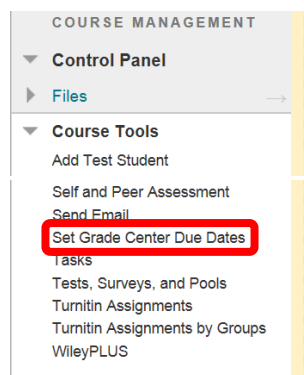 COURSE MANAGEMENT
Control Panel
Files
Course Tools
Add Test Student
Self and Peer Assessment
Send Email
Set Grade Center Due Dates
Tasks
Tests, Surveys, and Pools
Turnitin Assignments
Turnitin Assignments by Groups
WileyPLUS